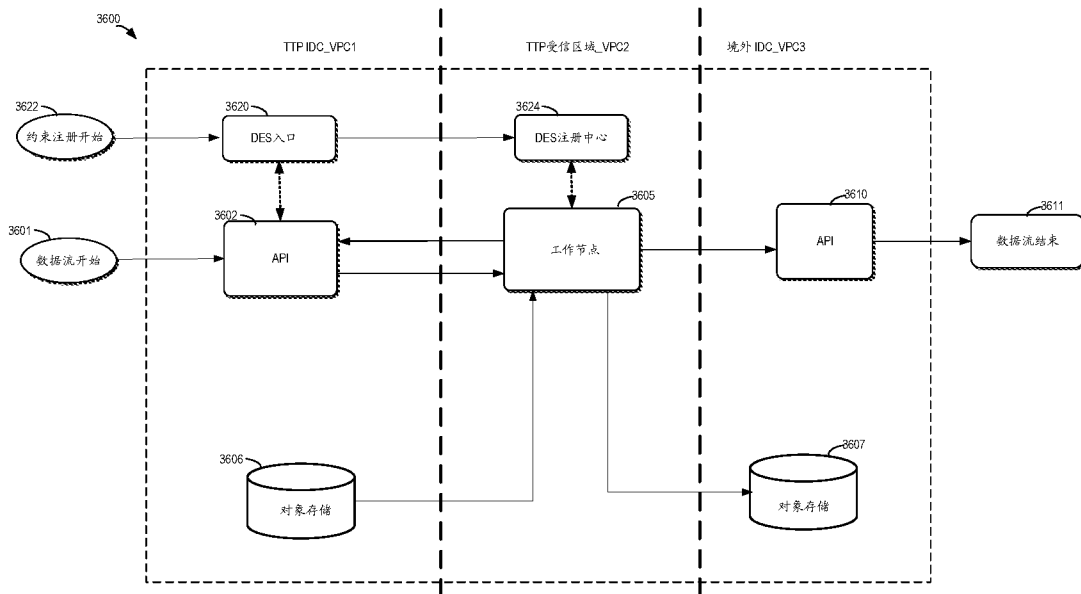 3600
TTP IDC_VPC1
TTP受信区域_VPC2
境外 IDC_VPC3
3622
约束注册开始
3620
DES入口
3624
DES注册中心
3601
数据流开始
3602
API
3605
工作节点
3610
API
3611
数据流结束
3606
对象存储
3607
对象存储